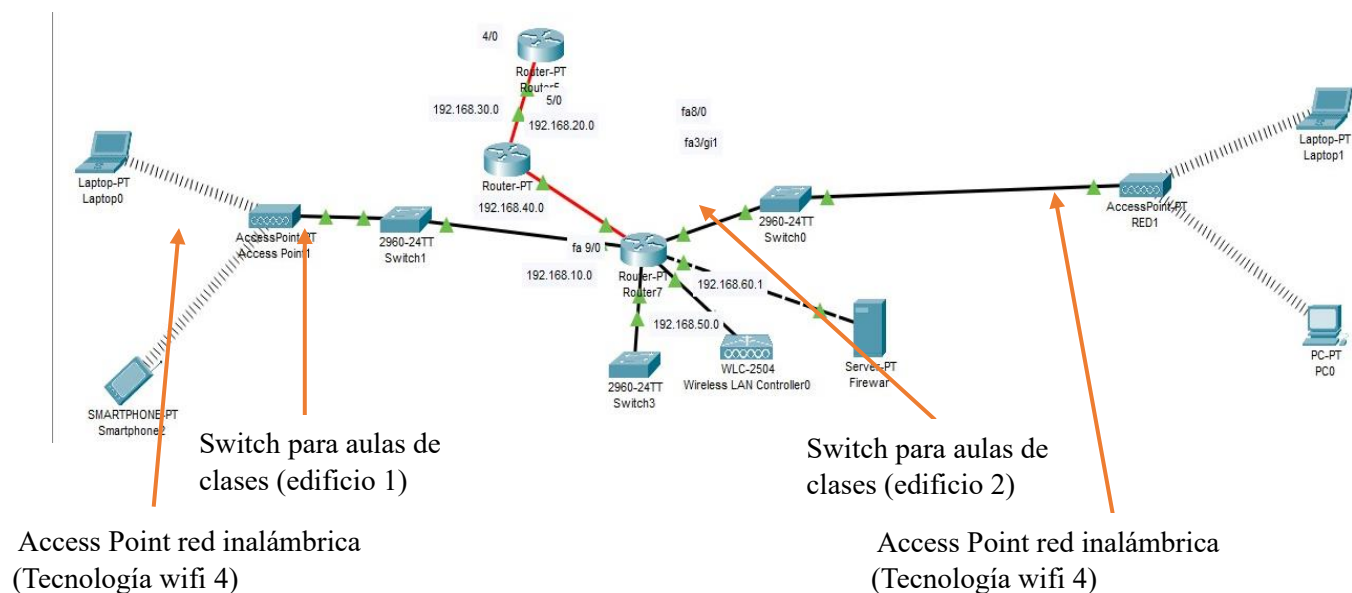 4/0
Router-PT
Router5
5/0
192.168.30.0
192.168.20.0
fa8/0
fa3/gi1
Laptop-PT
Laptop0
Router-PT
192.168.40.0
Laptop-PT
Laptop1
AccessPoint-PT
Access Point1
2960-24TT
Switch1
2960-24TT
Switch0
AccessPoint-PT
RED1
fa 9/0
192.168.10.0
Router-PT
Router7
192.168.60.1
192.168.50.0
2960-24TT
Switch3
WLC-2504
Wireless LAN Controller0
Server-PT
Firewar
PC-PT
PC0
SMARTPHONE-PT
Smartphone2
Switch para aulas de
clases (edificio 1)
Switch para aulas de
clases (edificio 2)
Access Point red inalámbrica
(Tecnología wifi 4)
Access Point red inalámbrica
(Tecnología wifi 4)